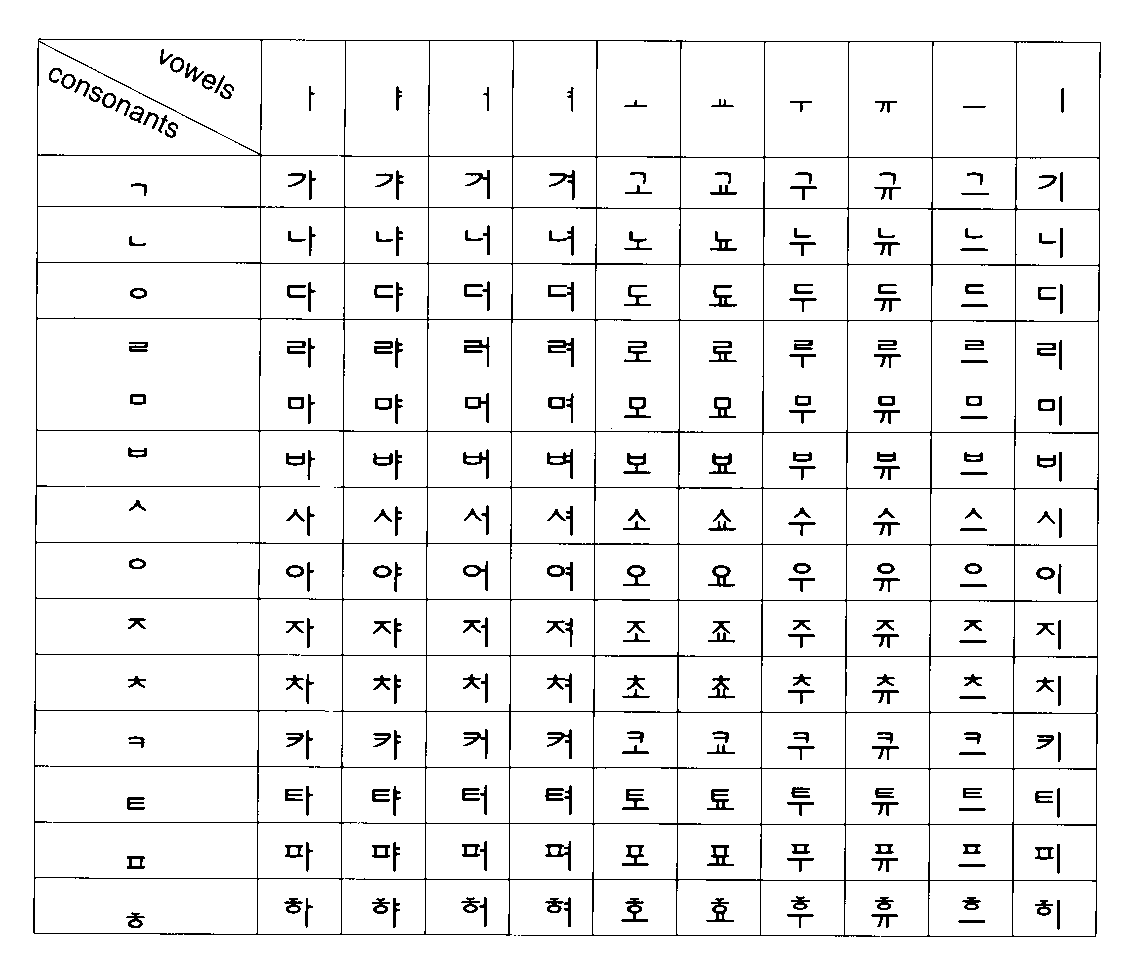 vowels
consonants
ㅏ ㅑ ㅓ ㅕ ㅗ ㅛ ㅜ ㅠ ㅡ ㅣ
ㄱ 가 갸 거 겨 고 교 구 규 그 기
ㄴ 나 냐 너 녀 노 뇨 누 뉴 느 니
ㅇ 다 댜 더 뎌 도 됴 두 듀 드 디
ㄹ 라 랴 러 려 로 료 루 류 르 리
ㅁ 마 먀 머 며 모 묘 무 뮤 므 미
ㅂ 바 뱌 버 벼 보 뵤 부 뷰 브 비
ㅅ 사 샤 서 셔 소 쇼 수 슈 스 시
ㅇ 아 야 어 여 오 요 우 유 으 이
ㅈ 자 쟈 저 져 조 죠 주 쥬 즈 지
ㅊ 차 챠 처 쳐 초 쵸 추 츄 츠 치
ㅋ 카 캬 커 켜 코 쿄 쿠 큐 크 키
ㅌ 타 탸 터 텨 토 툐 투 튜 트 티
ㅍ 파 퍄 퍼 펴 포 표 푸 퓨 프 피
ㅎ 하 햐 허 혀 호 효 후 휴 흐 히